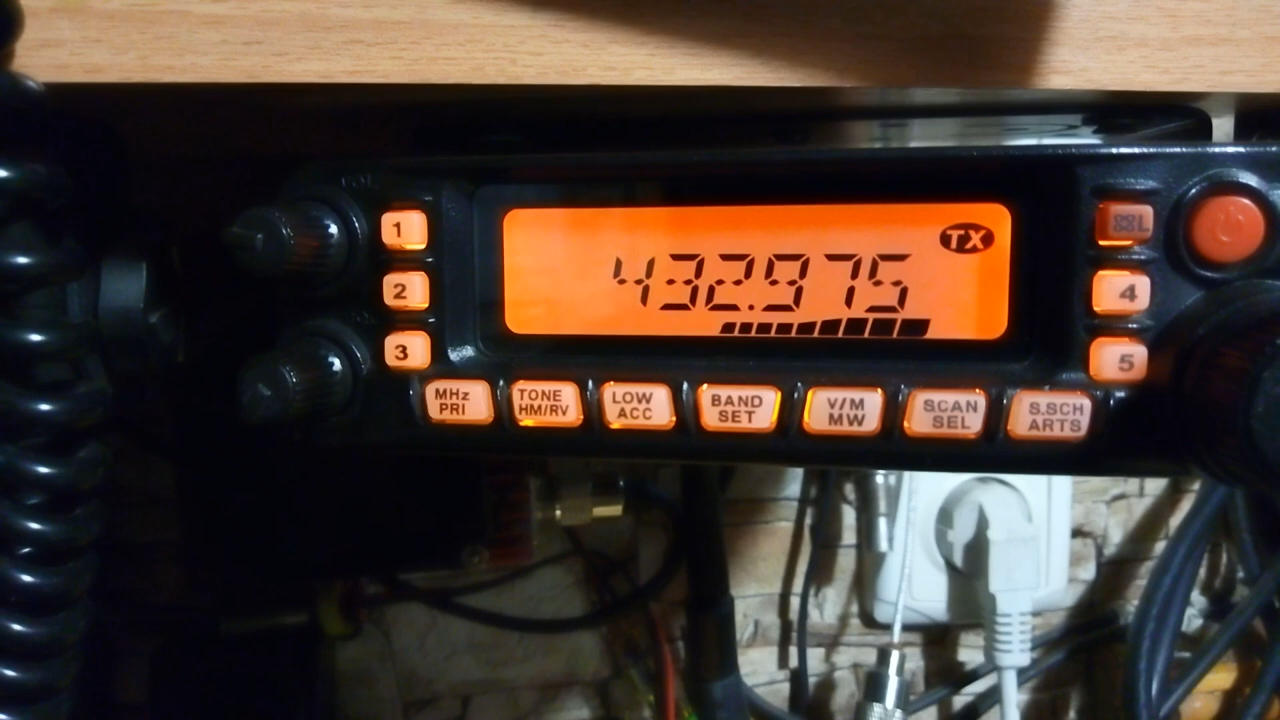 1
2
3
TX
432.975
4
5
MHz
PRI
TONE
HM/RV
LOW
ACC
BAND
SET
V/M
MW
SCAN
SEL
S.SCH
ARTS